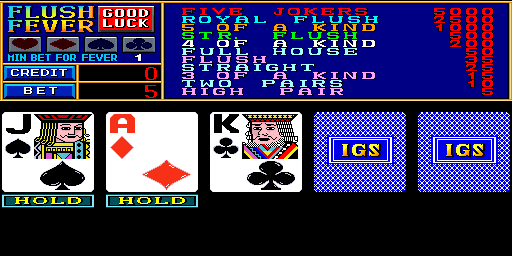 FLUSH FEVER
GOOD LUCK
MIN BET FOR FEVER 1
CREDIT 0
BET 5
FIVE JOKERS
ROYAL FLUSH
5 OF A KIND
STR. FLUSH
4 OF A KIND
FULL HOUSE
FLUSH
STRAIGHT
3 OF A KIND
TWO PAIRS
HIGH PAIR
J
A
K
IGS
IGS
HOLD
HOLD